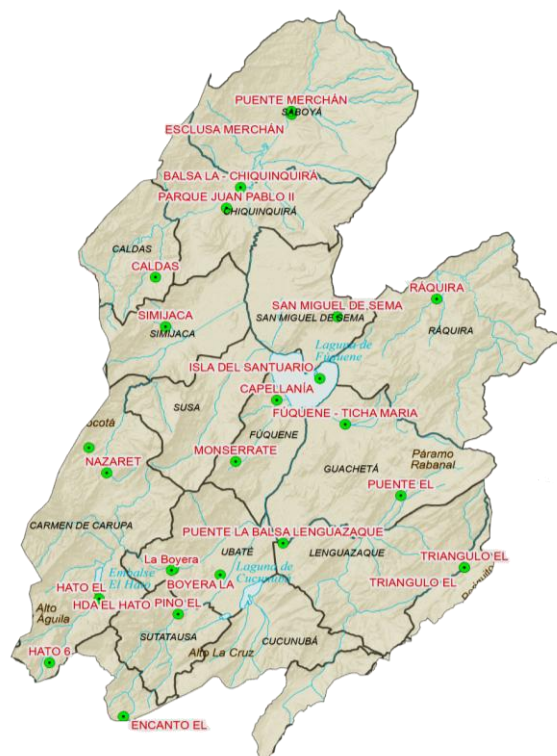 PUENTE MERCHÁN
SABOYÁ
ESCLUSA MERCHÁN
BALSA LA - CHIQUINQUIRÁ
PARQUE JUAN PABLO II
CHIQUINQUIRÁ
CALDAS
CALDAS
RÁQUIRA
SAN MIGUEL DE SEMA
SAN MIGUEL DE SEMA
SIMIJACA
SIMIJACA
RÁQUIRA
Laguna de
Fúquene
ISLA DEL SANTUARIO
CAPELLANÍA
SUSA
FÚQUENE - TICHA MARIA
FÚQUENE
MONSERRATE
NAZARET
GUACHETÁ
Páramo
Rabanal
PUENTE EL
CARMEN DE CARUPA
PUENTE LA BALSA LENGUAZAQUE
UBATÉ
LENGUAZAQUE
La Boyera
TRIANGULO EL
Embalse
El Hato
BOYERA LA
Laguna de
Cucunubá
TRIANGULO EL
HATO EL
HDA EL HATO
PINO EL
Alto
Aguila
SUTATAUSA
CUCUNUBÁ
Alto La Cruz
HATO 6
ENCANTO EL